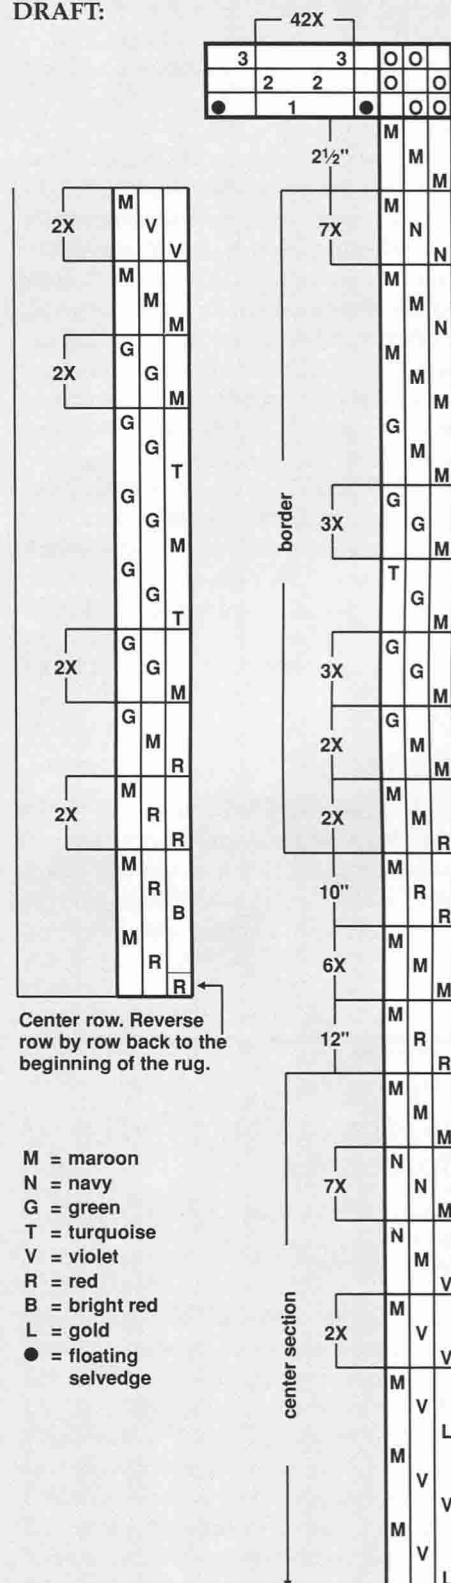 DRAFT:
42X
3 3 O O
2 2 O O
● 1 ● O O
2½"
M
M
M
7X
M
N
N
M
M
N
M
M
M
G
M
M
border
3X
G
G
M
T
G
M
3X
G
G
M
2X
G
M
M
2X
M
M
R
10"
M
R
R
6X
M
M
M
12"
M
R
R
center section
M
M
M
7X
N
N
M
N
M
V
2X
M
V
V
M
V
L
M
V
V
M
V
L
2X
M
V
V
M
M
M
2X
G
G
M
G
G
T
G
G
M
G
G
T
2X
G
G
M
G
M
R
2X
M
R
R
M
R
B
M
R
R
Center row. Reverse
row by row back to the
beginning of the rug.
M = maroon
N = navy
G = green
T = turquoise
V = violet
R = red
B = bright red
L = gold
● = floating
selvedge